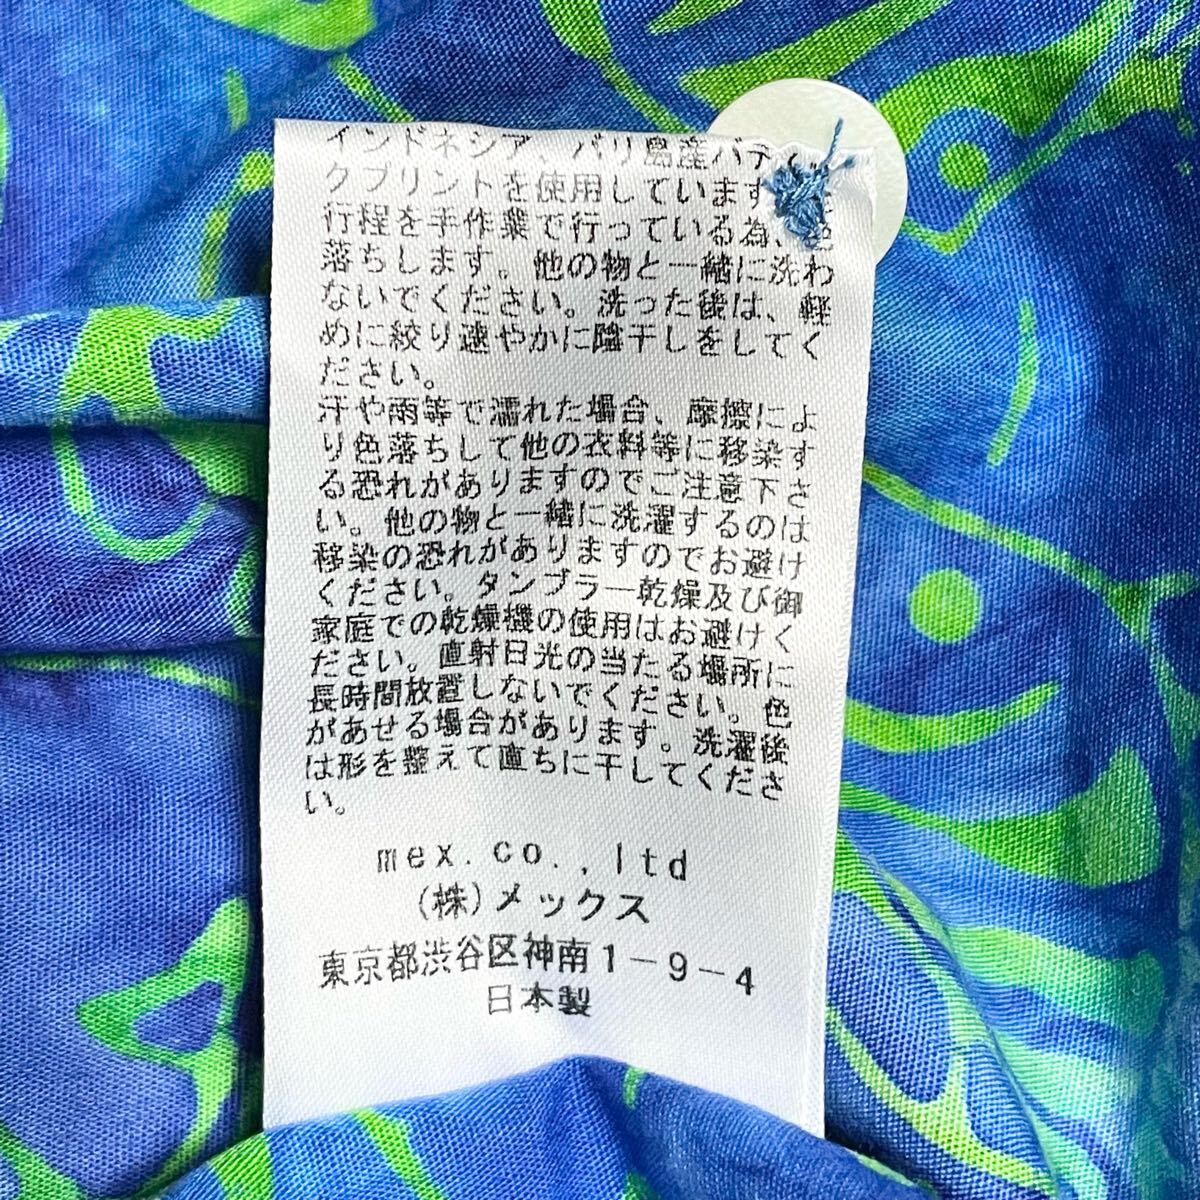 インドネシア、バリ島産バティッ
クプリントを使用しています
行程を手作業で行っている為、色
落ちします。他の物と一緒に洗わ
ないでください。洗った後は、軽
めに絞り速やかに陰干しをしてく
ださい。
汗や雨等で濡れた場合、摩擦によ
り色落ちして他の衣料等に移染す
る恐れがありますのでご注意下さ
い。他の物と一緒に洗濯するのは
移染の恐れがありますのでお避け
ください。タンブラー乾燥及び御
家庭での乾燥機の使用はお避けく
ださい。直射日光の当たる場所に
長時間放置しないでください。色
があせる場合があります。洗濯後
は形を整えて直ちに干してくださ
い。
mex.co.,ltd
(株)メックス
東京都渋谷区神南1-9-4
日本製